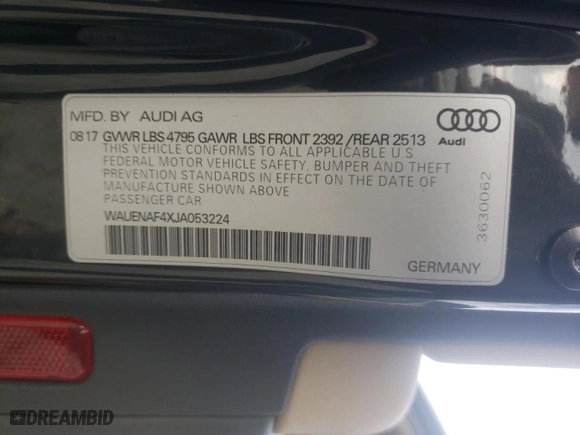 MFD. BY AUDI AG
Audi
08 17 GVWR LBS 4795 GAWR LBS FRONT 2392 /REAR 2513
THIS VEHICLE CONFORMS TO ALL APPLICABLE U S
FEDERAL MOTOR VEHICLE SAFETY, BUMPER AND THEFT
PREVENTION STANDARDS IN EFFECT ON THE DATE OF
MANUFACTURE SHOWN ABOVE
PASSENGER CAR
WAUENAF4XJA053224
3630062
GERMANY
DREAMBID